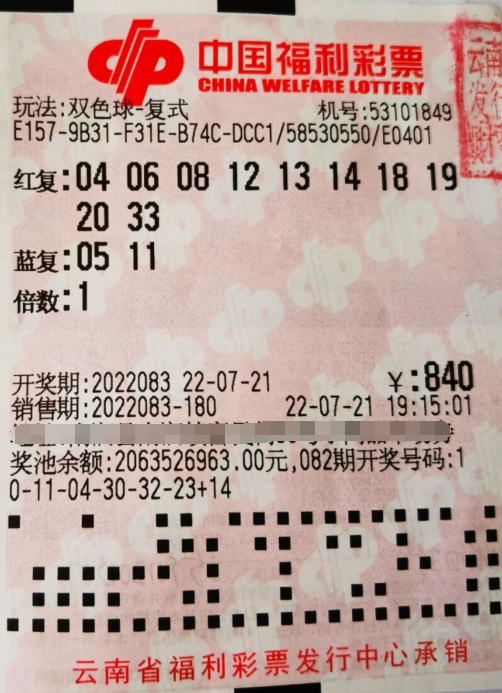 中国福利彩票
CHINA WELFARE LOTTERY
云南
发行
玩法:双色球-复式 机号:53101849
E157-9B31-F31E-B74C-DCC1/58530550/E0401
红复:04 06 08 12 13 14 18 19
20 33
蓝复:05 11
倍数:1
开奖期:2022083 22-07-21 ¥:840
销售期:2022083-180 22-07-21 19:15:01
奖池余额:2063526963.00元,082期开奖号码:1
0-11-04-30-32-23+14
云南省福利彩票发行中心承销